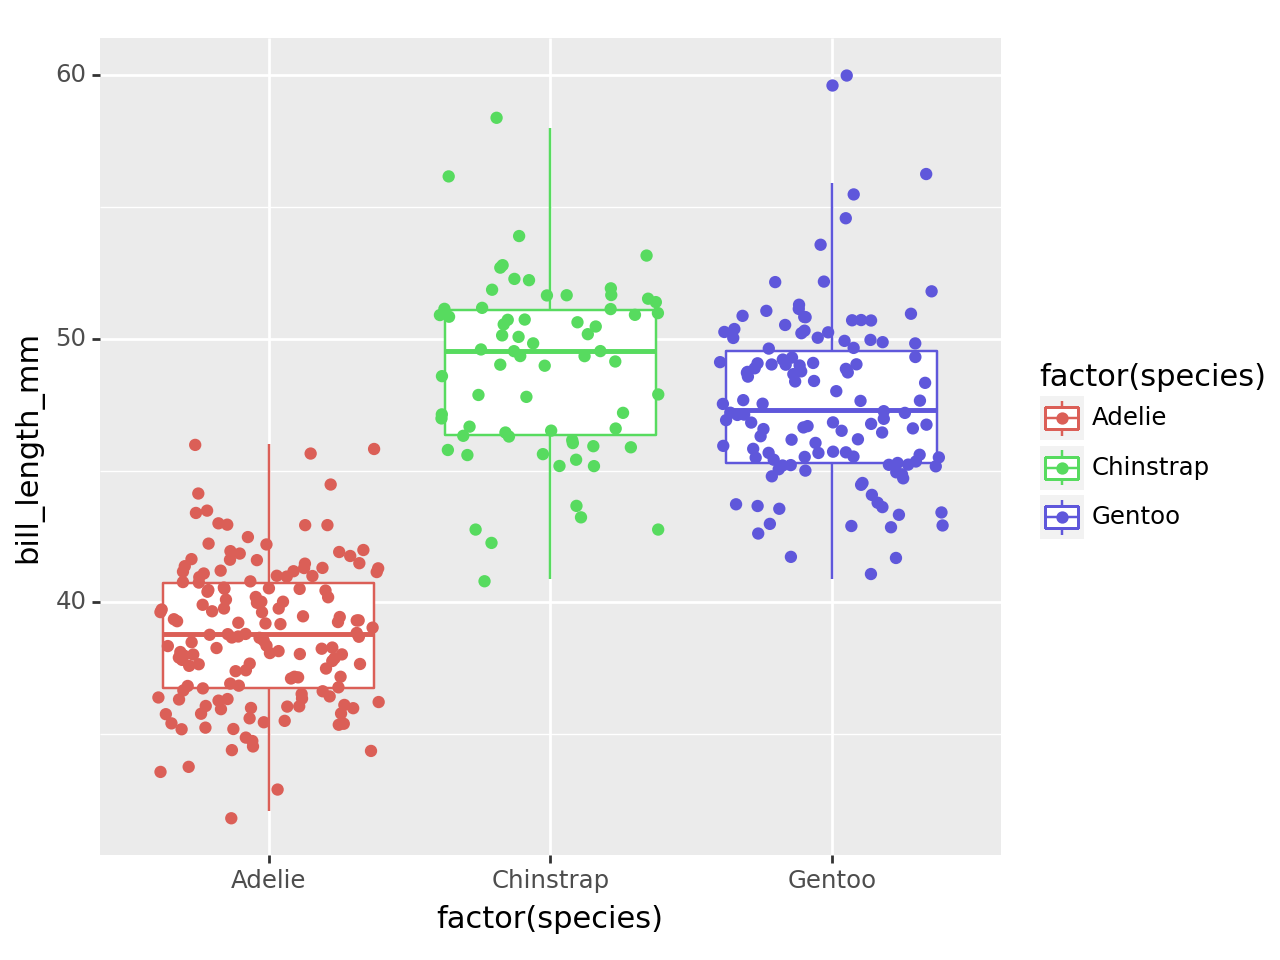 60
50
40
bill_length_mm
Adelie
Chinstrap
Gentoo
factor(species)
factor(species)
Adelie
Chinstrap
Gentoo